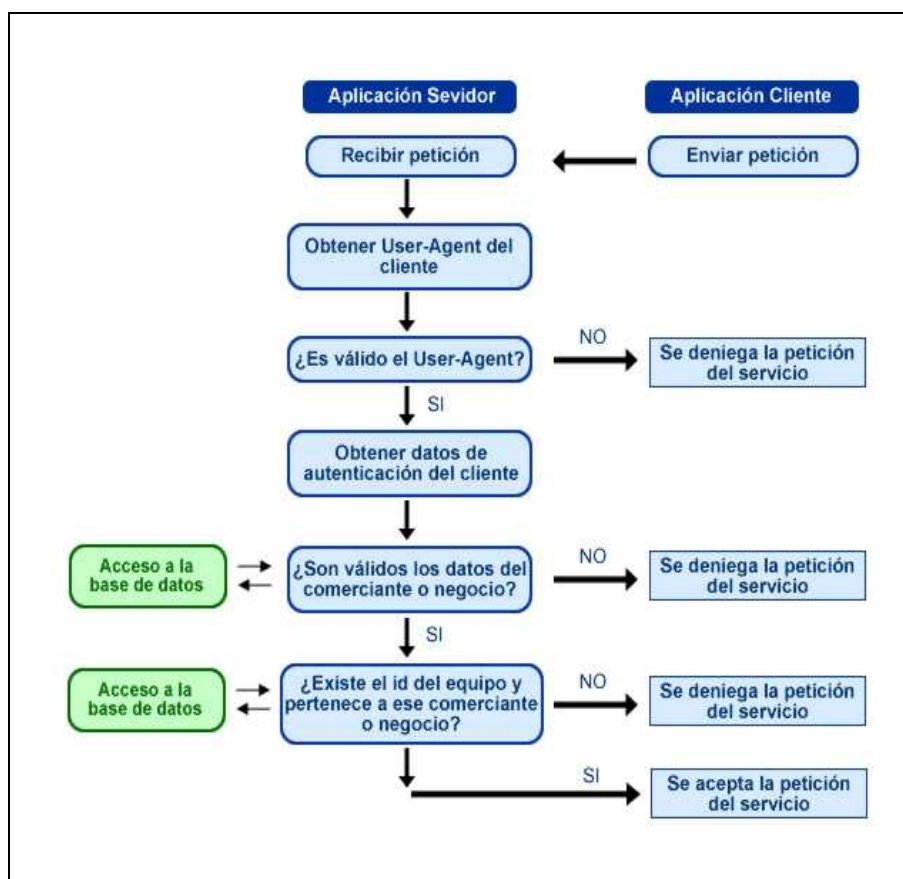 Aplicación Sevidor
Aplicación Cliente
Recibir petición
Enviar petición
Obtener User-Agent del
cliente
¿Es válido el User-Agent?
NO
Se deniega la petición
del servicio
SI
Obtener datos de
autenticación del cliente
Acceso a la
base de datos
¿Son válidos los datos del
comerciante o negocio?
NO
Se deniega la petición
del servicio
SI
Acceso a la
base de datos
¿Existe el id del equipo y
pertenece a ese comerciante
o negocio?
NO
Se deniega la petición
del servicio
SI
Se acepta la petición
del servicio